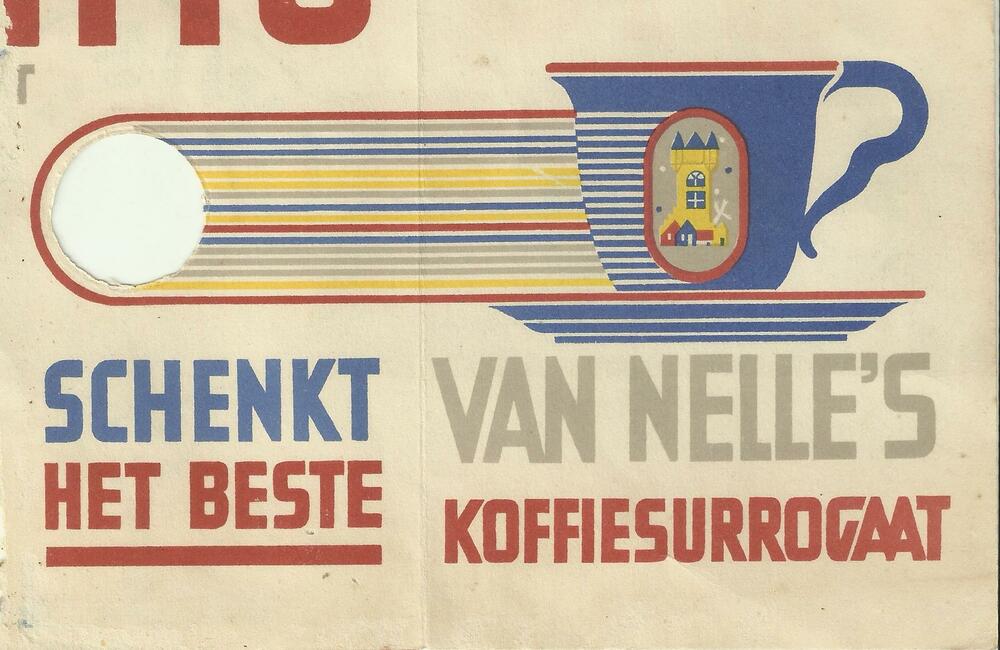 SCHENKT
HET BESTE
VAN NELLE'S
KOFFIESURROGAAT